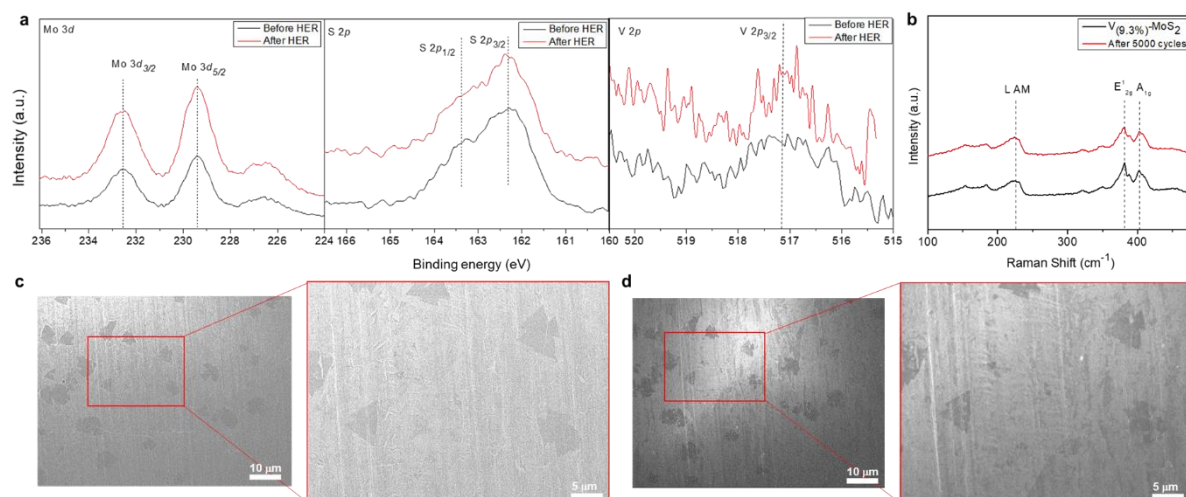 a
Mo 3d
Before HER
After HER
Mo 3d3/2
Mo 3d5/2
S 2p
Before HER
After HER
S 2p1/2
S 2p3/2
V 2p
Before HER
After HER
V 2p3/2
Intensity (a.u.)
236 234 232 230 228 226 224
166 165 164 163 162 161 160
520 519 518 517 516 515
Binding energy (eV)
b
V(9.3%)-MoS2
After 5000 cycles
LAM
E12g
A1g
Intensity (a.u.)
100 200 300 400
Raman Shift (cm-1)
c
10 μm
5 μm
d
10 μm
5 μm